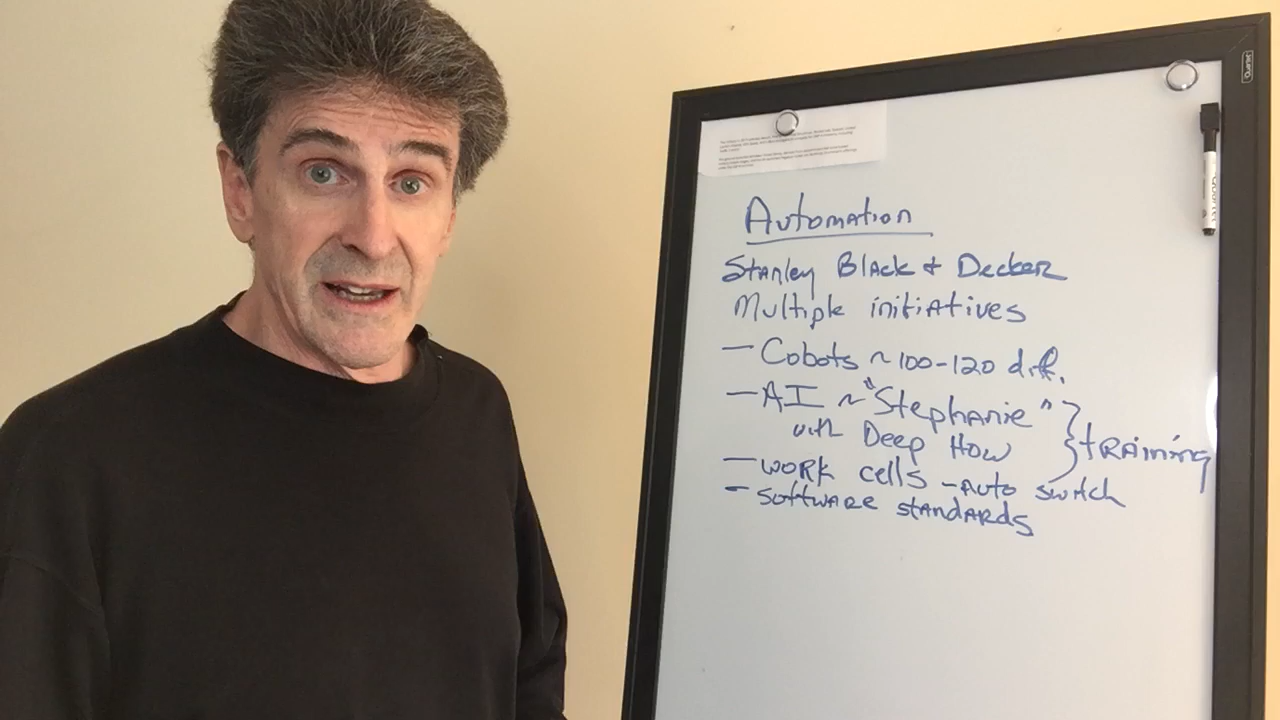 Automation
Stanley Black & Decker
Multiple initiatives
— Cobots ~ 100-120 diff.
— AI ~ "Stephanie" } training
with Deep How
— work cells - auto switch
— software standards
Quartet